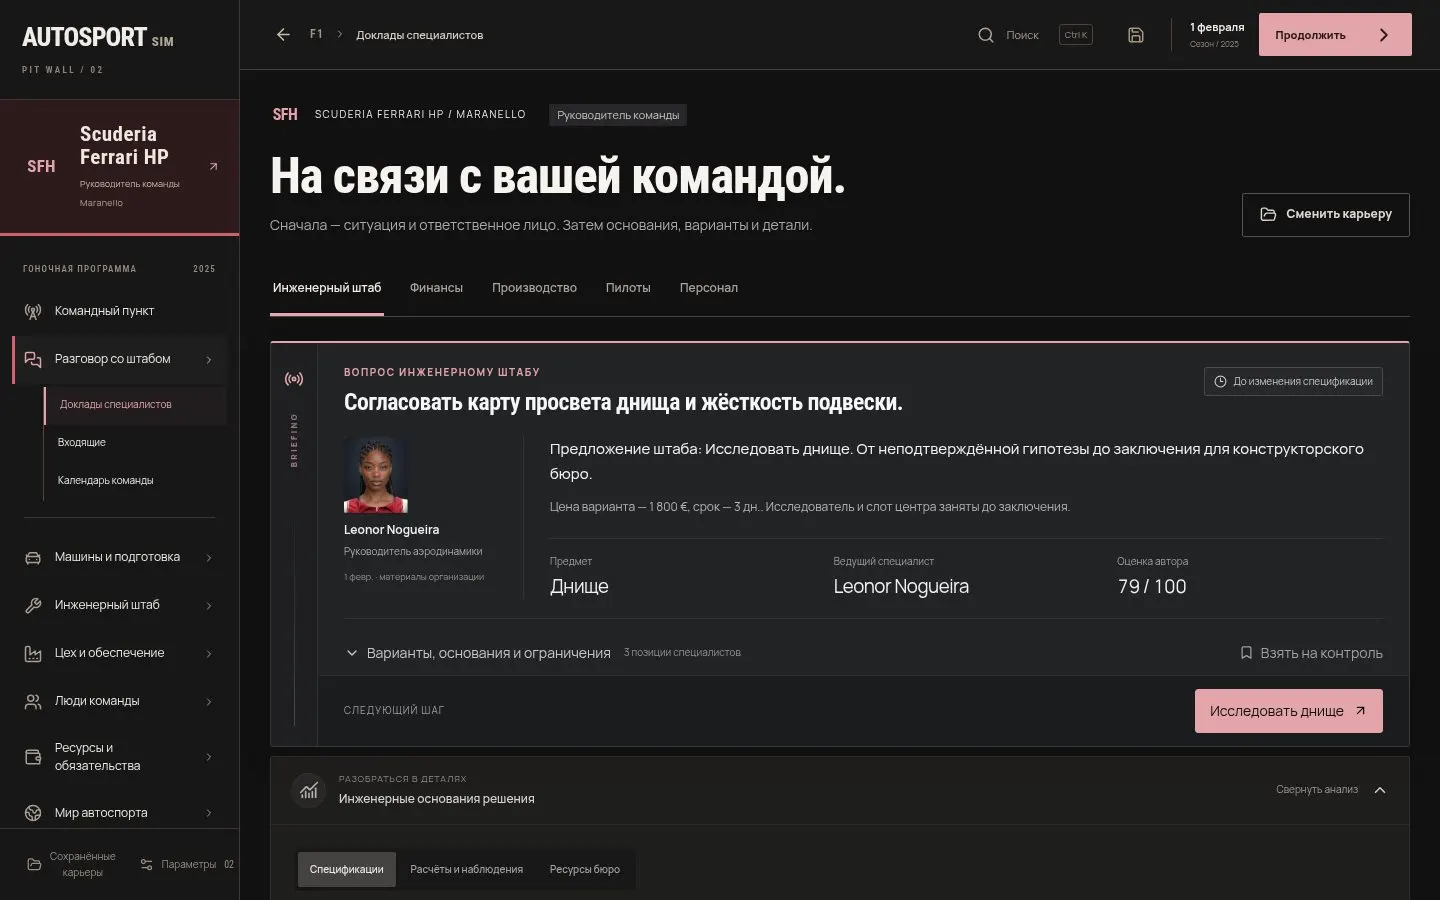 AUTOSPORT SIM
PIT WALL / 02
SFH
Scuderia
Ferrari HP
Руководитель команды
Maranello
ГОНОЧНАЯ ПРОГРАММА 2025
Командный пункт
Разговор со штабом
Доклады специалистов
Входящие
Календарь команды
Машины и подготовка
Инженерный штаб
Цех и обеспечение
Люди команды
Ресурсы и
обязательства
Мир автоспорта
Сохранённые
карьеры
Параметры 02
F1 Доклады специалистов
Поиск Ctrl K
1 февраля
Сезон / 2025
Продолжить
SFH SCUDERIA FERRARI HP / MARANELLO Руководитель команды
На связи с вашей командой.
Сначала — ситуация и ответственное лицо. Затем основания, варианты и детали.
Сменить карьеру
Инженерный штаб Финансы Производство Пилоты Персонал
BRIEFING
ВОПРОС ИНЖЕНЕРНОМУ ШТАБУ
Согласовать карту просвета днища и жёсткость подвески.
До изменения спецификации
Leonor Nogueira
Руководитель аэродинамики
1 февр. · материалы организации
Предложение штаба: Исследовать днище. От неподтверждённой гипотезы до заключения для конструкторского
бюро.
Цена варианта — 1 800 €, срок — 3 дн.. Исследователь и слот центра заняты до заключения.
Предмет Ведущий специалист Оценка автора
Днище Leonor Nogueira 79 / 100
Варианты, основания и ограничения 3 позиции специалистов
Взять на контроль
СЛЕДУЮЩИЙ ШАГ
Исследовать днище
РАЗОБРАТЬСЯ В ДЕТАЛЯХ
Инженерные основания решения
Свернуть анализ
Спецификации Расчёты и наблюдения Ресурсы бюро